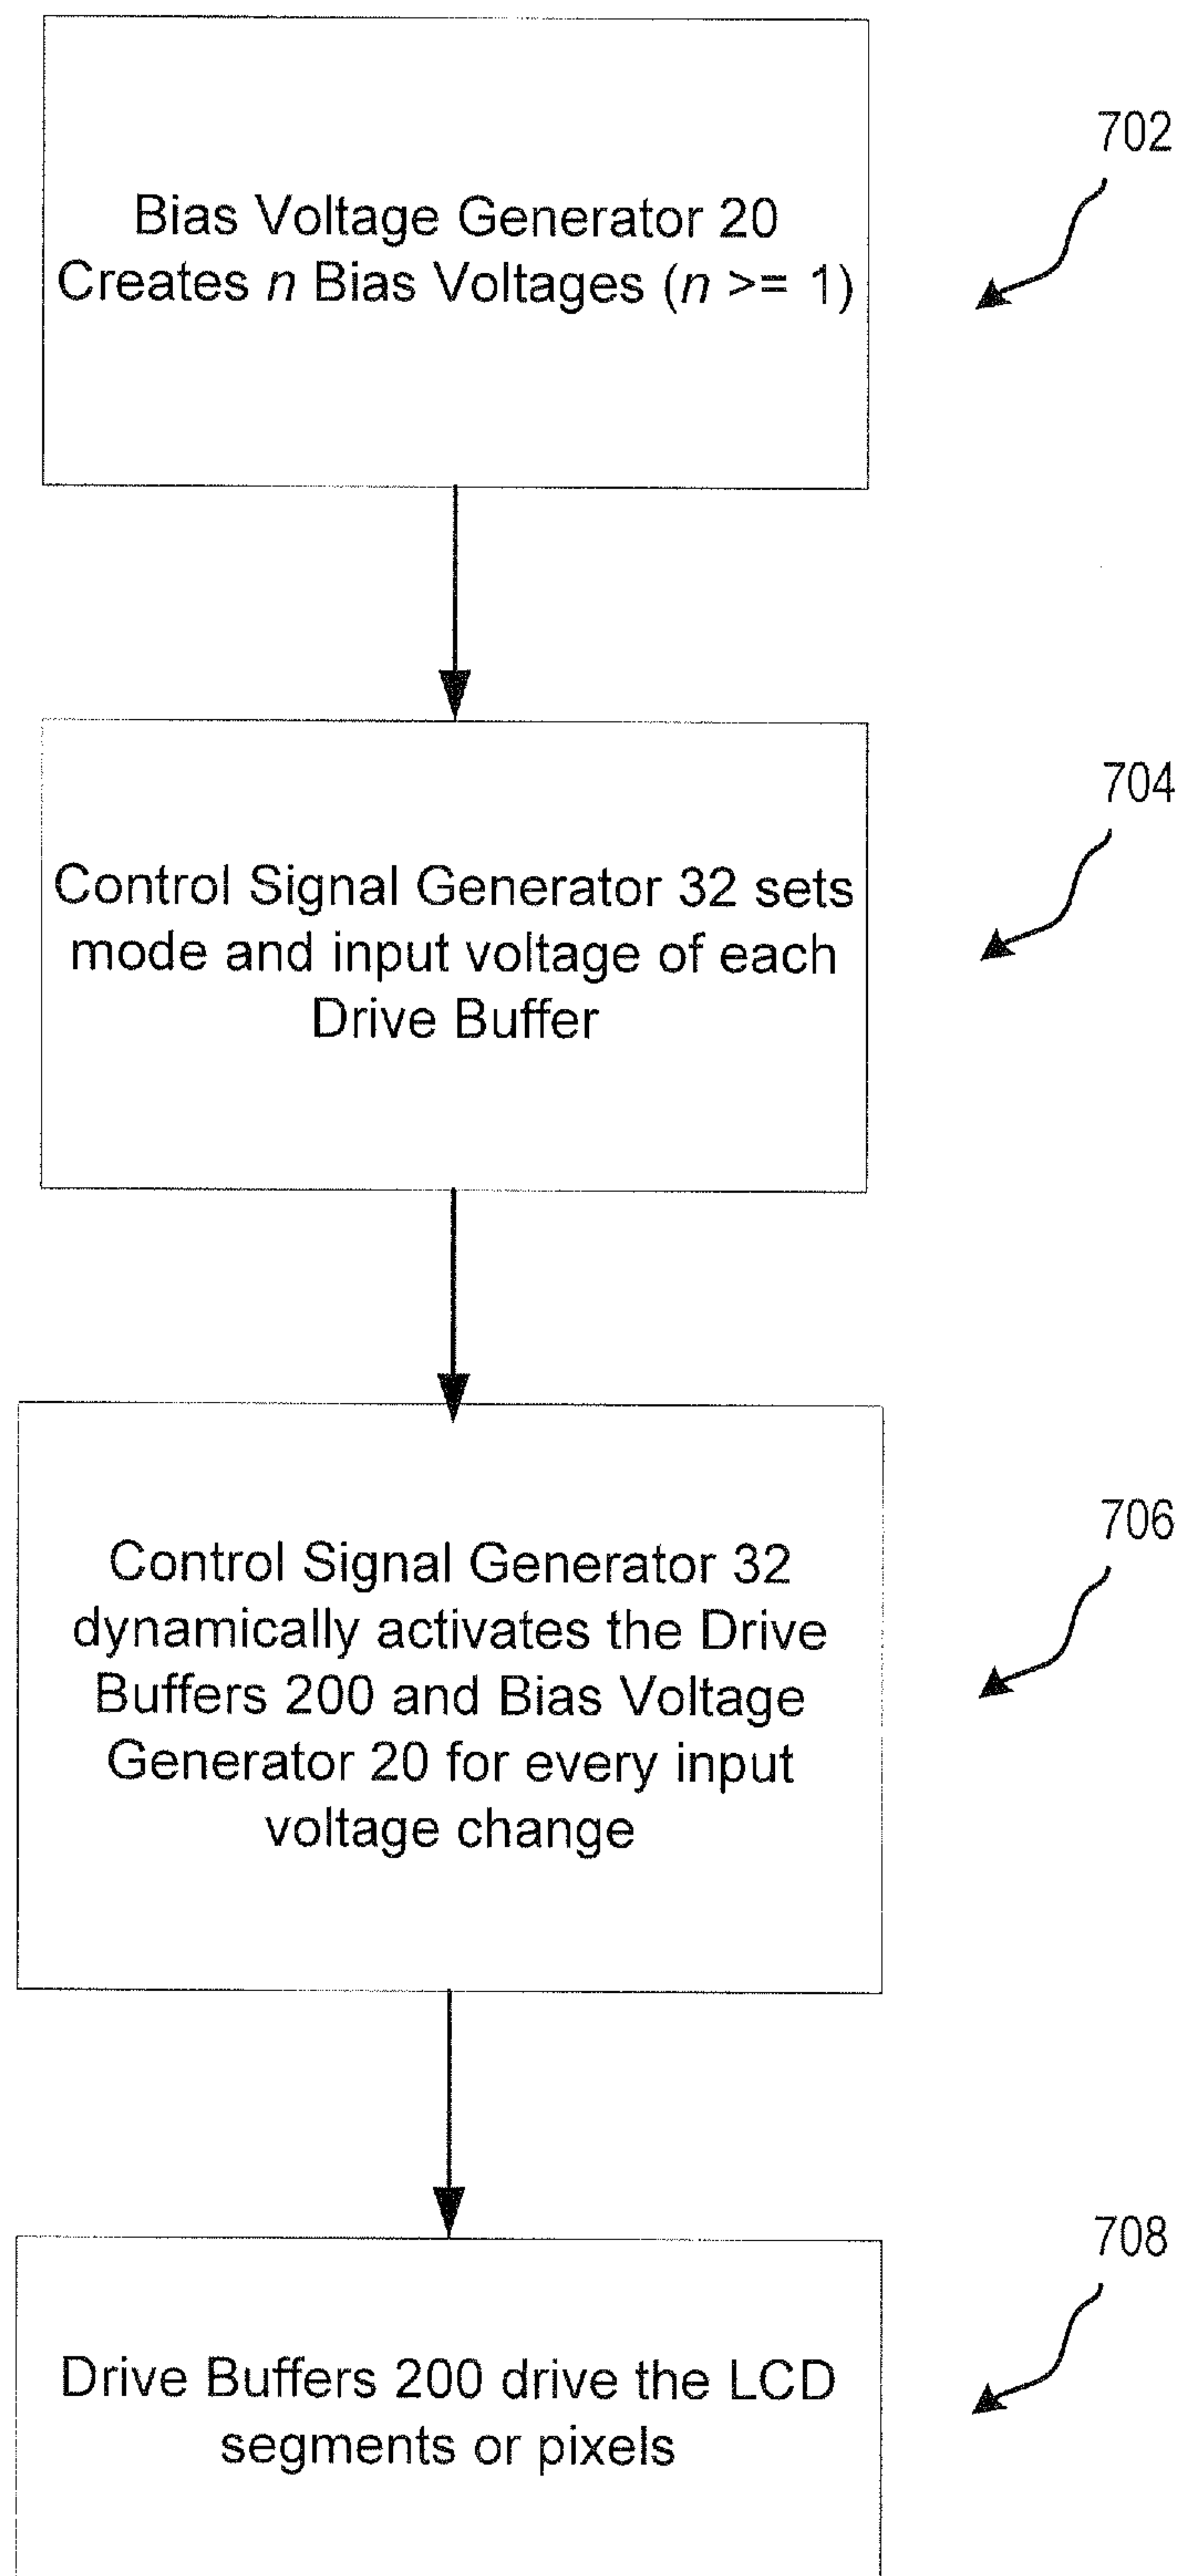 702
Bias Voltage Generator 20
Creates n Bias Voltages (n >= 1)
704
Control Signal Generator 32 sets
mode and input voltage of each
Drive Buffer
706
Control Signal Generator 32
dynamically activates the Drive
Buffers 200 and Bias Voltage
Generator 20 for every input
voltage change
708
Drive Buffers 200 drive the LCD
segments or pixels